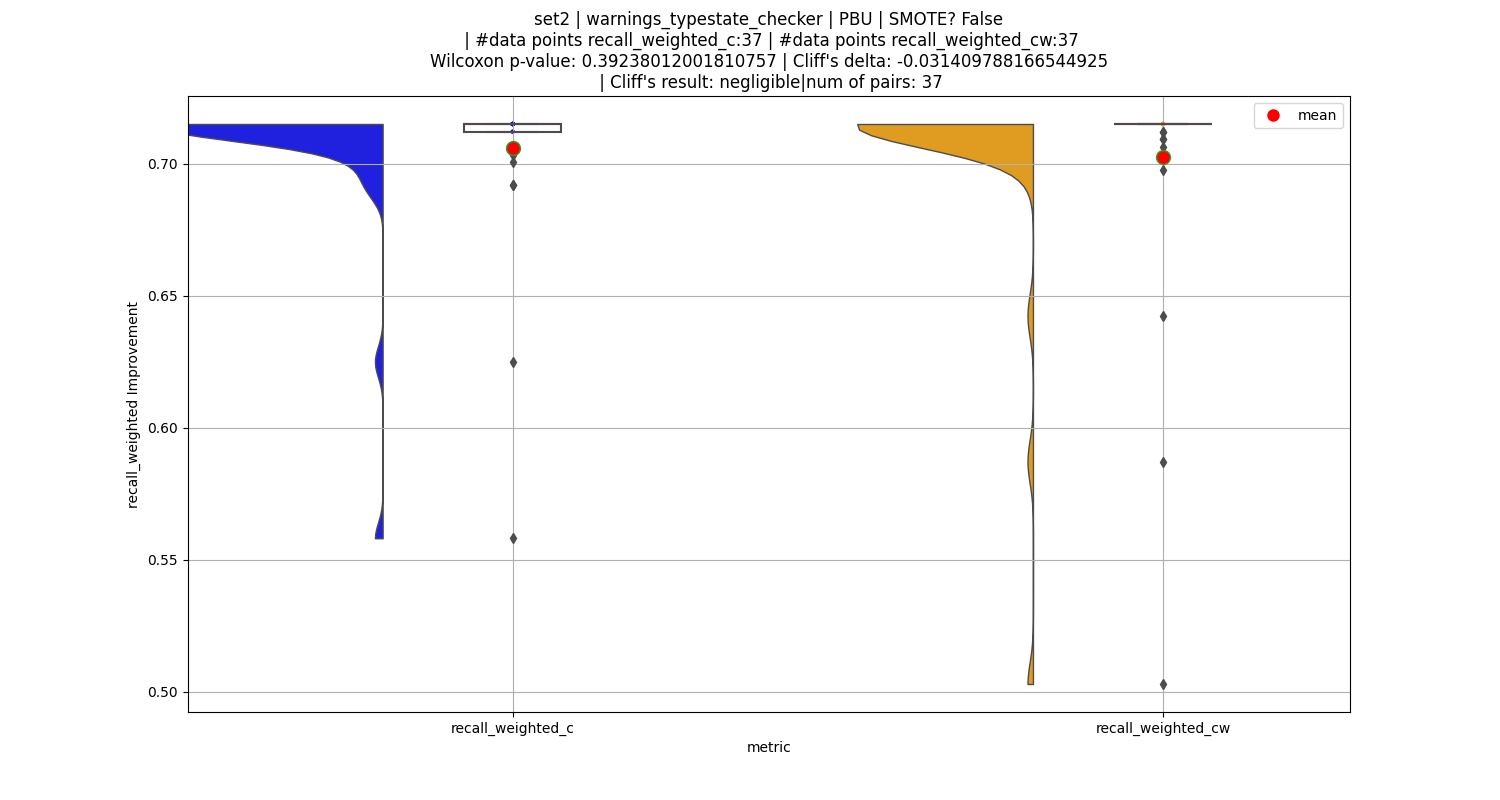 set2 | warnings_typestate_checker | PBU | SMOTE? False
| #data points recall_weighted_c:37 | #data points recall_weighted_cw:37
Wilcoxon p-value: 0.39238012001810757 | Cliff's delta: -0.031409788166544925
| Cliff's result: negligible|num of pairs: 37
mean
0.70
0.65
0.60
0.55
0.50
recall_weighted Improvement
recall_weighted_c
recall_weighted_cw
metric